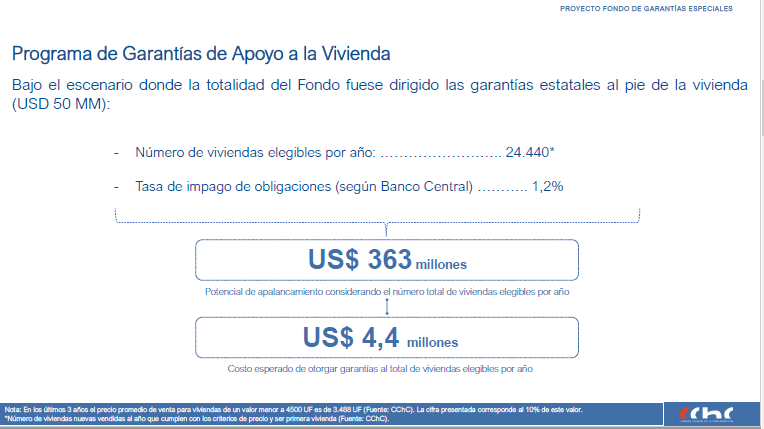 PROYECTO FONDO DE GARANTÍAS ESPECIALES
Programa de Garantías de Apoyo a la Vivienda
Bajo el escenario donde la totalidad del Fondo fuese dirigido las garantías estatales al pie de la vivienda
(USD 50 MM):
- Número de viviendas elegibles por año: .......................... 24.440*
- Tasa de impago de obligaciones (según Banco Central) ........... 1,2%
US$ 363 millones
Potencial de apalancamiento considerando el número total de viviendas elegibles por año
US$ 4,4 millones
Costo esperado de otorgar garantías al total de viviendas elegibles por año
Nota: En los últimos 3 años el precio promedio de venta para viviendas de un valor menor a 4500 UF es de 3.488 UF (Fuente: CChC). La cifra presentada corresponde al 10% de este valor.
*Número de viviendas nuevas vendidas al año que cumplen con los criterios de precio y ser primera vivienda (Fuente: CChC).
CChC